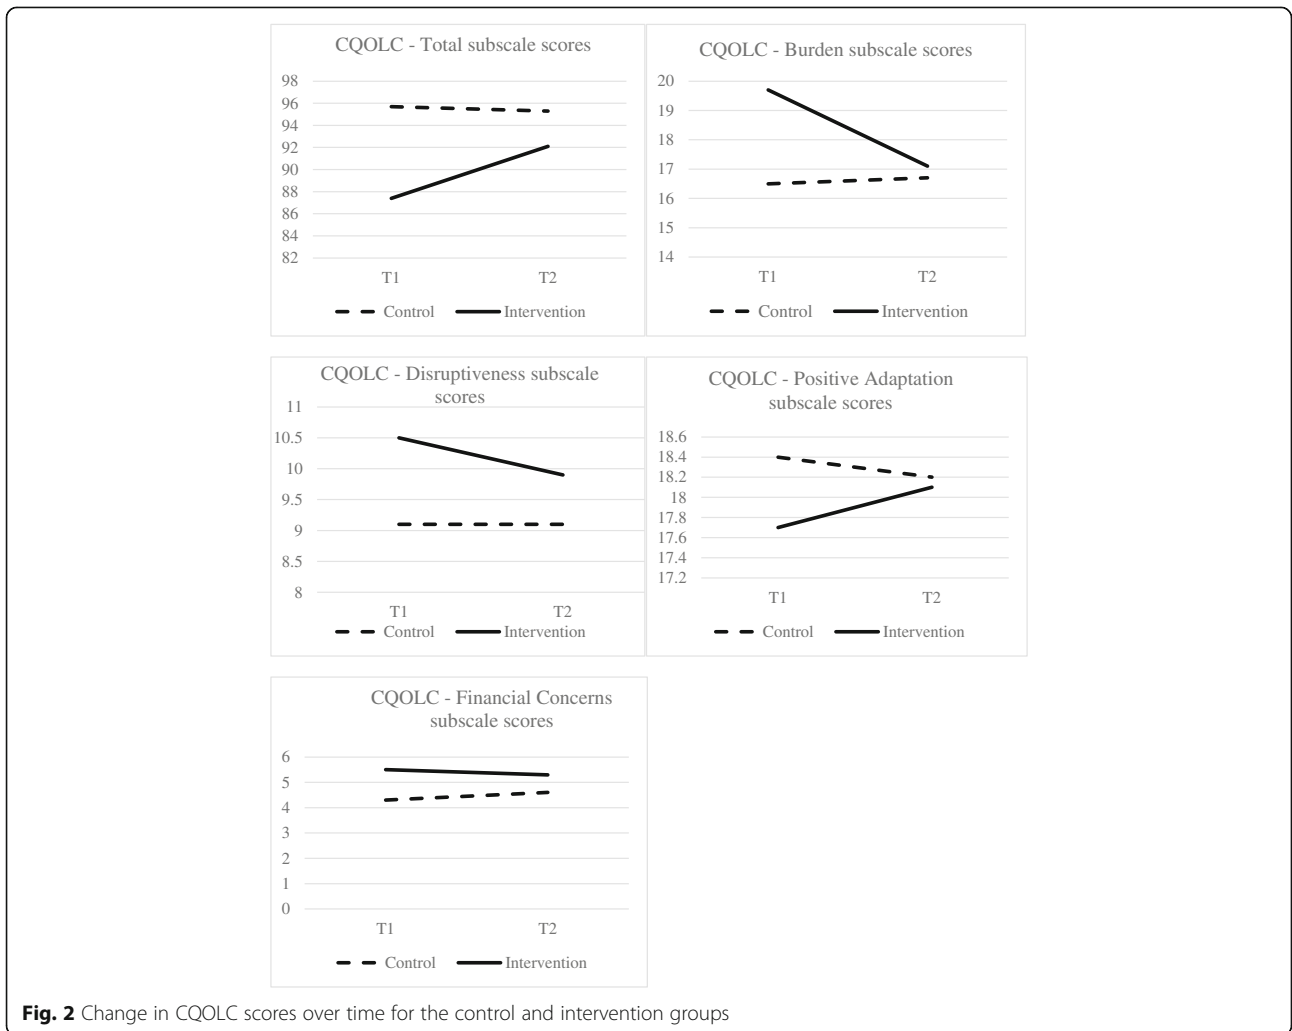 CQOLC - Total subscale scores
98
96
94
92
90
88
86
84
82
T1 T2
Control Intervention
CQOLC - Burden subscale scores
20
19
18
17
16
15
14
T1 T2
Control Intervention
CQOLC - Disruptiveness subscale
scores
11
10.5
10
9.5
9
8.5
8
T1 T2
Control Intervention
CQOLC - Positive Adaptation
subscale scores
18.6
18.4
18.2
18
17.8
17.6
17.4
17.2
T1 T2
Control Intervention
CQOLC - Financial Concerns
subscale scores
6
5
4
3
2
1
0
T1 T2
Control Intervention
Fig. 2 Change in CQOLC scores over time for the control and intervention groups